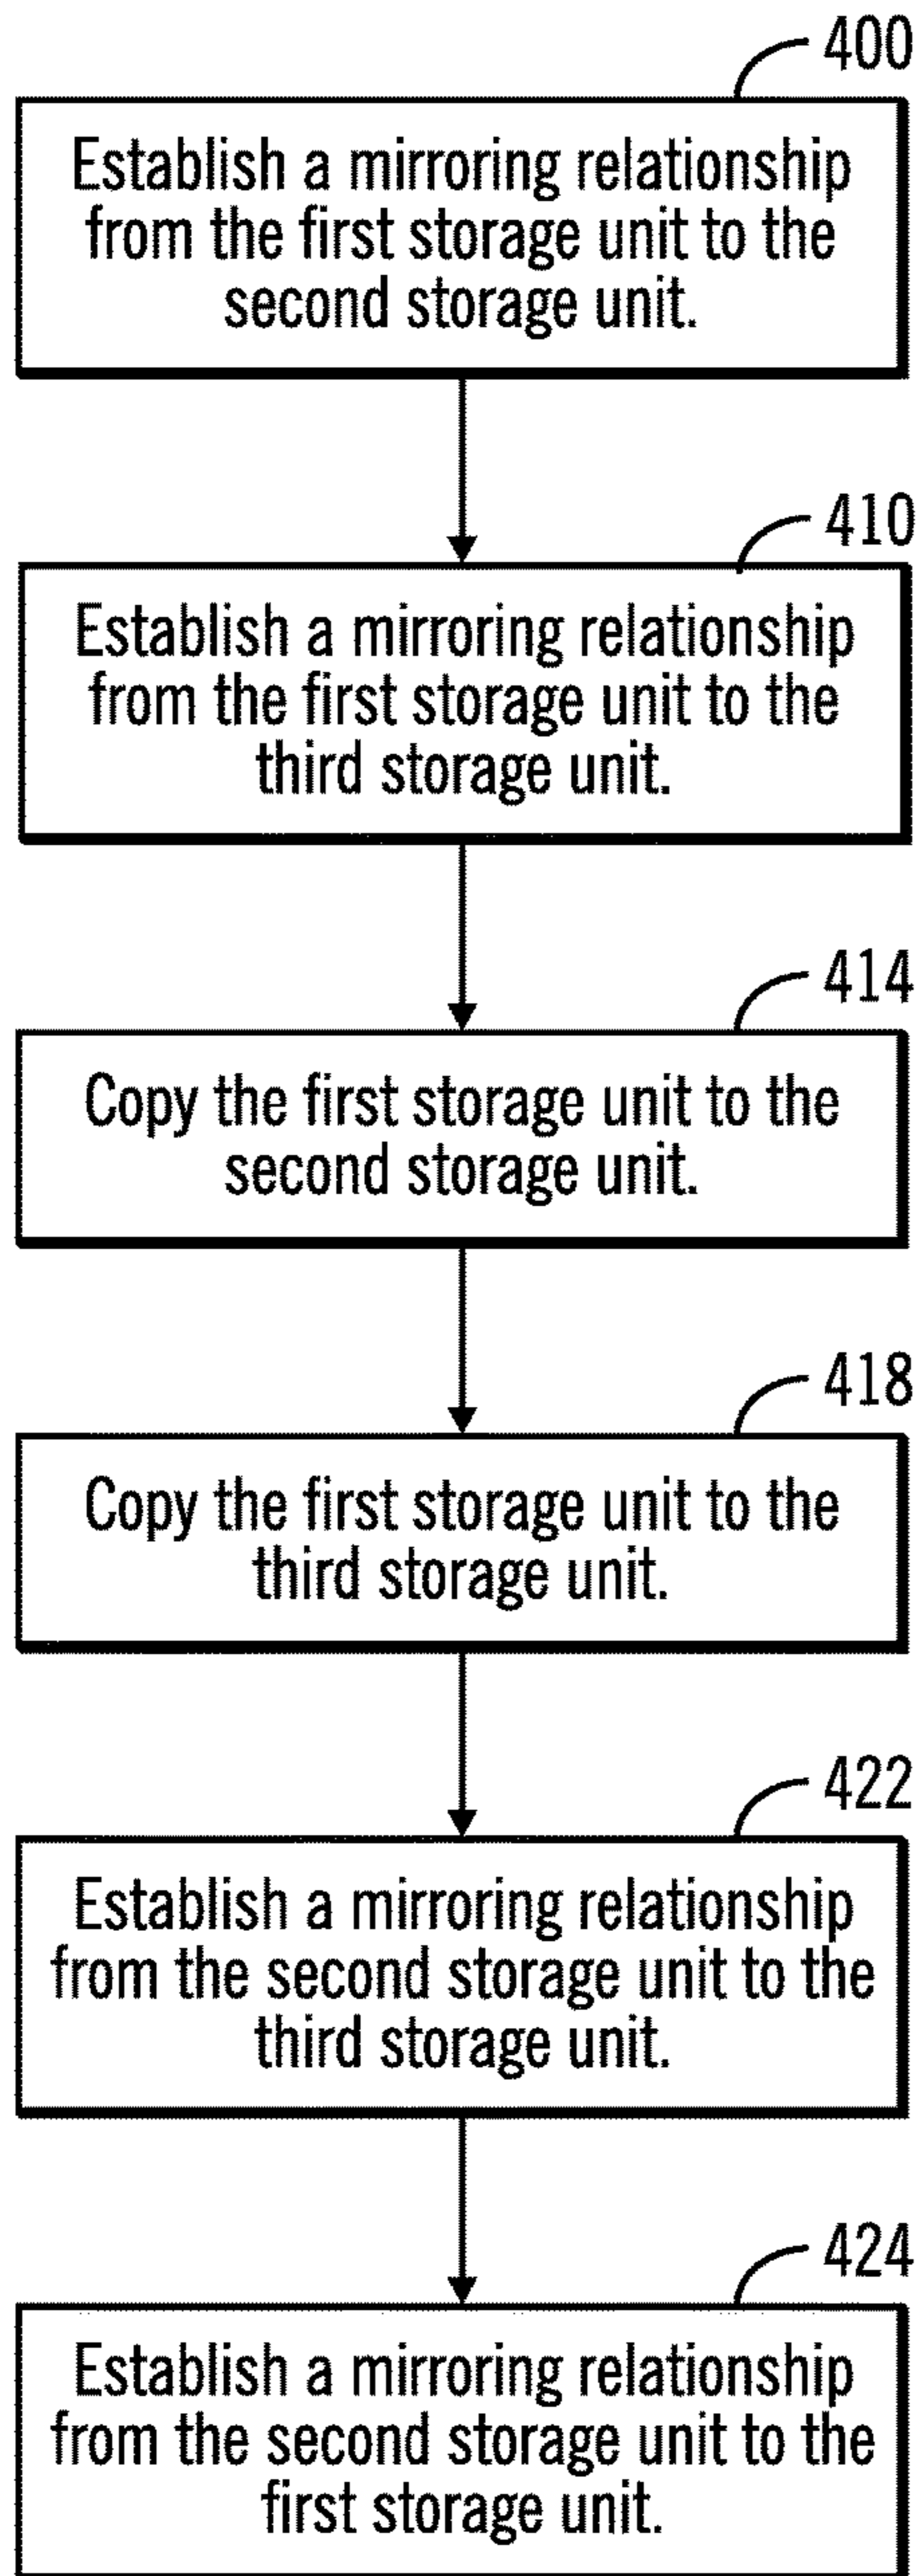 400
Establish a mirroring relationship
from the first storage unit to the
second storage unit.
410
Establish a mirroring relationship
from the first storage unit to the
third storage unit.
414
Copy the first storage unit to the
second storage unit.
418
Copy the first storage unit to the
third storage unit.
422
Establish a mirroring relationship
from the second storage unit to the
third storage unit.
424
Establish a mirroring relationship
from the second storage unit to the
first storage unit.